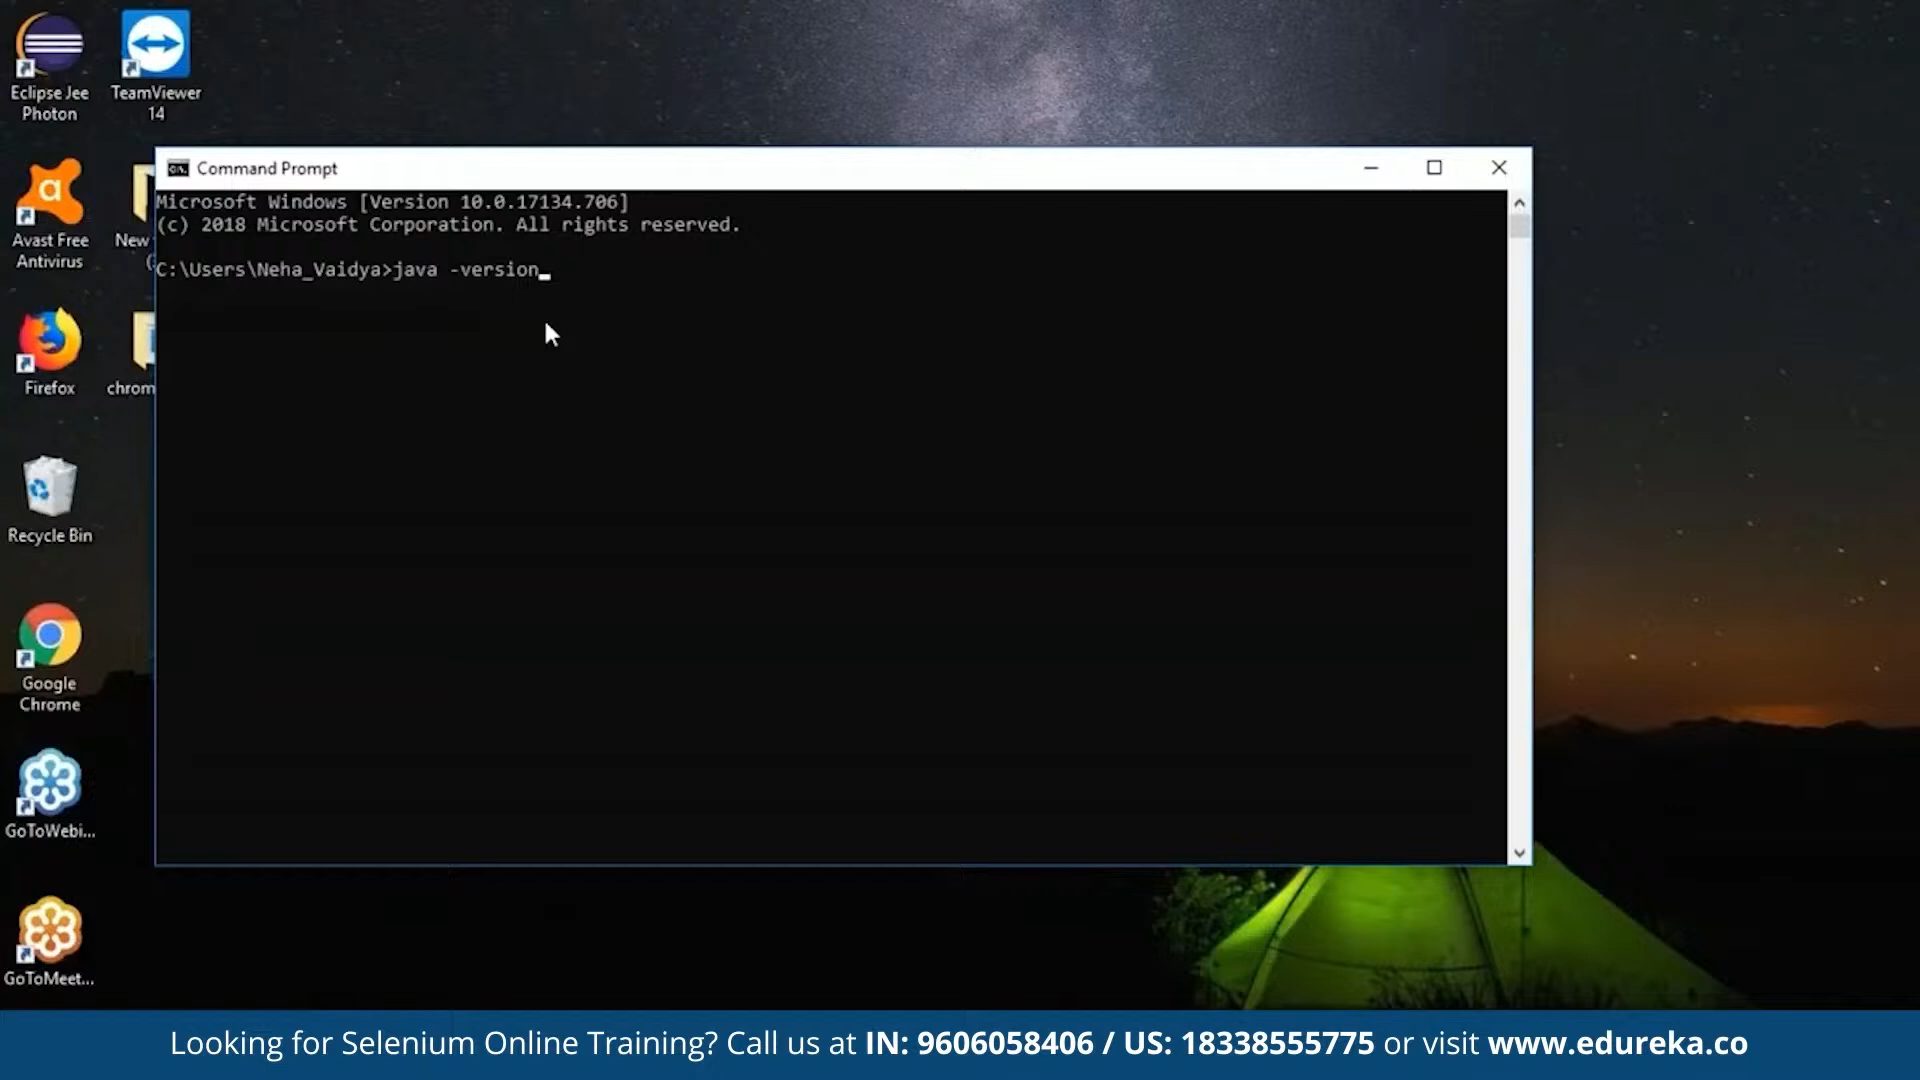 Eclipse Jee
Photon
TeamViewer
14
Command Prompt
Microsoft Windows [Version 10.0.17134.706]
(c) 2018 Microsoft Corporation. All rights reserved.
C:\Users\Neha_Vaidya>java -version
Avast Free
Antivirus
New
Firefox
chrom
Recycle Bin
Google
Chrome
GoToWebi...
GoToMeet...
Looking for Selenium Online Training? Call us at IN: 9606058406 / US: 18338555775 or visit www.edureka.co